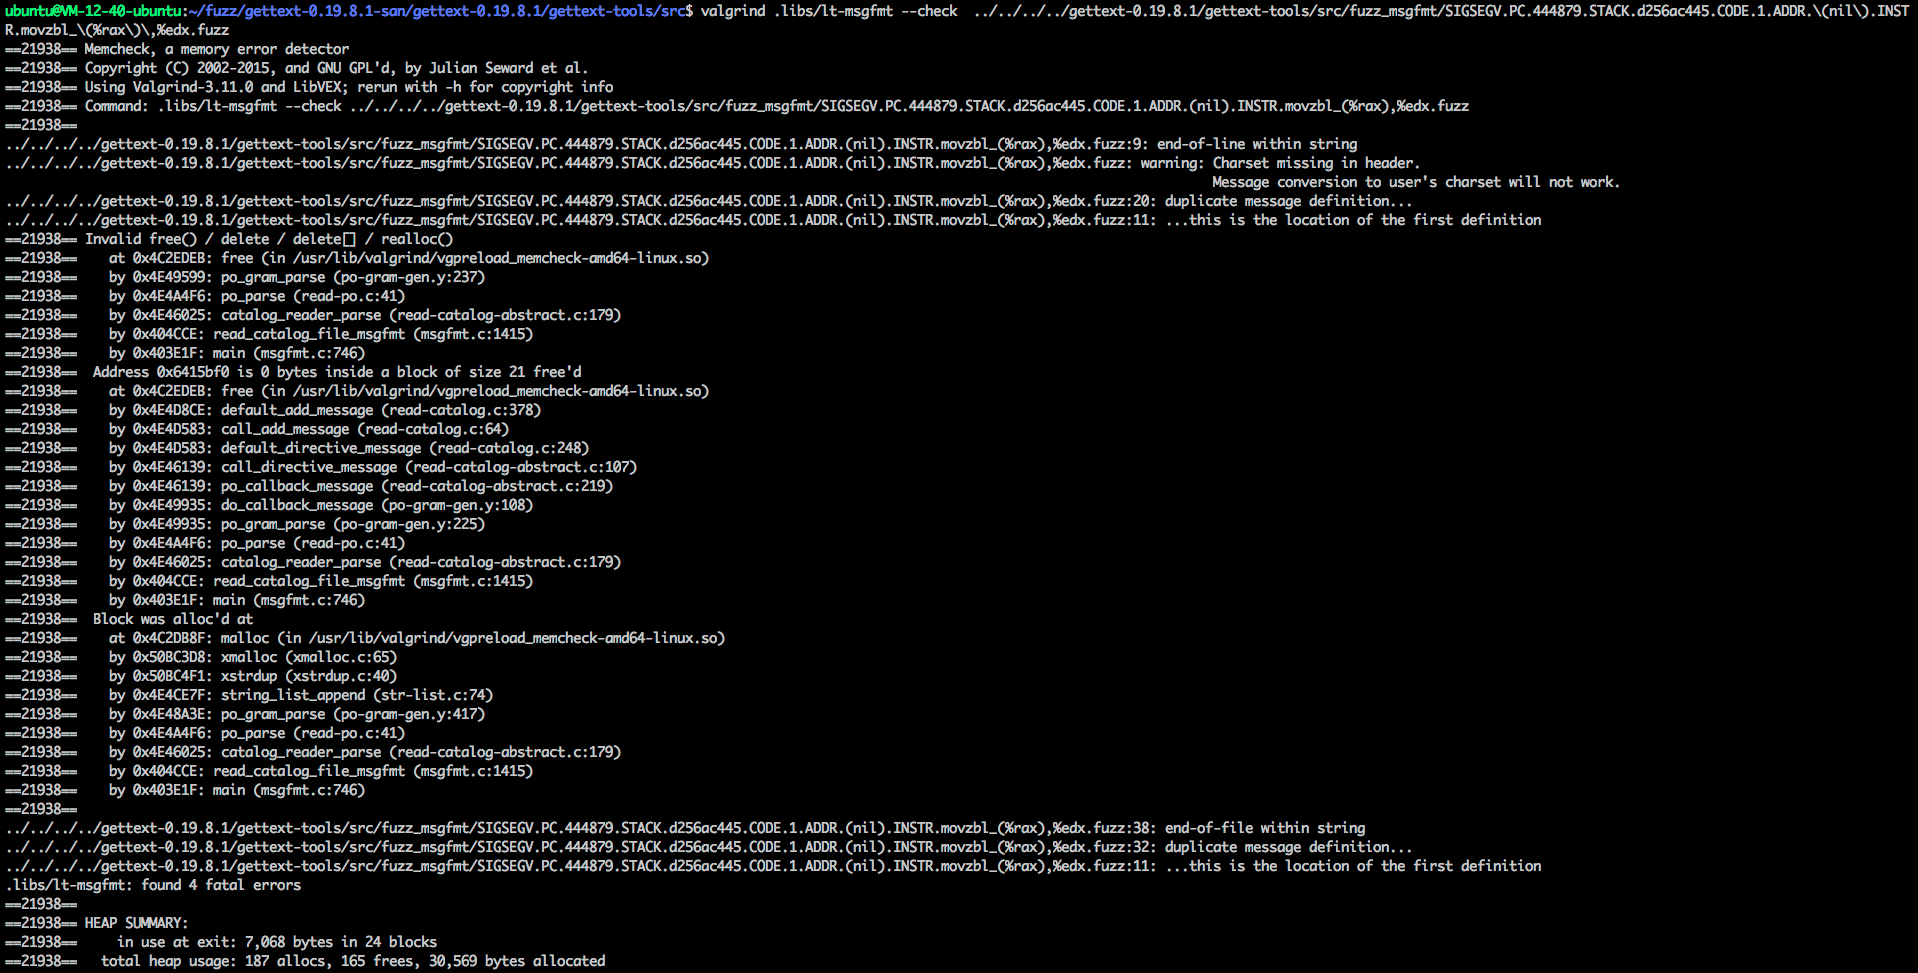 ubuntu@VM-12-40-ubuntu:~/fuzz/gettext-0.19.8.1-san/gettext-0.19.8.1/gettext-tools/src$ valgrind .libs/lt-msgfmt --check  ../../../../gettext-0.19.8.1/gettext-tools/src/fuzz_msgfmt/SIGSEGV.PC.444879.STACK.d256ac445.CODE.1.ADDR.\(nil\).INST
R.movzbl_\(%rax\)\,%edx.fuzz
==21938== Memcheck, a memory error detector
==21938== Copyright (C) 2002-2015, and GNU GPL'd, by Julian Seward et al.
==21938== Using Valgrind-3.11.0 and LibVEX; rerun with -h for copyright info
==21938== Command: .libs/lt-msgfmt --check ../../../../gettext-0.19.8.1/gettext-tools/src/fuzz_msgfmt/SIGSEGV.PC.444879.STACK.d256ac445.CODE.1.ADDR.(nil).INSTR.movzbl_(%rax),%edx.fuzz
==21938==
../../../../gettext-0.19.8.1/gettext-tools/src/fuzz_msgfmt/SIGSEGV.PC.444879.STACK.d256ac445.CODE.1.ADDR.(nil).INSTR.movzbl_(%rax),%edx.fuzz:9: end-of-line within string
../../../../gettext-0.19.8.1/gettext-tools/src/fuzz_msgfmt/SIGSEGV.PC.444879.STACK.d256ac445.CODE.1.ADDR.(nil).INSTR.movzbl_(%rax),%edx.fuzz: warning: Charset missing in header.
Message conversion to user's charset will not work.
../../../../gettext-0.19.8.1/gettext-tools/src/fuzz_msgfmt/SIGSEGV.PC.444879.STACK.d256ac445.CODE.1.ADDR.(nil).INSTR.movzbl_(%rax),%edx.fuzz:20: duplicate message definition...
../../../../gettext-0.19.8.1/gettext-tools/src/fuzz_msgfmt/SIGSEGV.PC.444879.STACK.d256ac445.CODE.1.ADDR.(nil).INSTR.movzbl_(%rax),%edx.fuzz:11: ...this is the location of the first definition
==21938== Invalid free() / delete / delete[] / realloc()
==21938==    at 0x4C2EDEB: free (in /usr/lib/valgrind/vgpreload_memcheck-amd64-linux.so)
==21938==    by 0x4E49599: po_gram_parse (po-gram-gen.y:237)
==21938==    by 0x4E4A4F6: po_parse (read-po.c:41)
==21938==    by 0x4E46025: catalog_reader_parse (read-catalog-abstract.c:179)
==21938==    by 0x404CCE: read_catalog_file_msgfmt (msgfmt.c:1415)
==21938==    by 0x403E1F: main (msgfmt.c:746)
==21938==  Address 0x6415bf0 is 0 bytes inside a block of size 21 free'd
==21938==    at 0x4C2EDEB: free (in /usr/lib/valgrind/vgpreload_memcheck-amd64-linux.so)
==21938==    by 0x4E4D8CE: default_add_message (read-catalog.c:378)
==21938==    by 0x4E4D583: call_add_message (read-catalog.c:64)
==21938==    by 0x4E4D583: default_directive_message (read-catalog.c:248)
==21938==    by 0x4E46139: call_directive_message (read-catalog-abstract.c:107)
==21938==    by 0x4E46139: po_callback_message (read-catalog-abstract.c:219)
==21938==    by 0x4E49935: do_callback_message (po-gram-gen.y:108)
==21938==    by 0x4E49935: po_gram_parse (po-gram-gen.y:225)
==21938==    by 0x4E4A4F6: po_parse (read-po.c:41)
==21938==    by 0x4E46025: catalog_reader_parse (read-catalog-abstract.c:179)
==21938==    by 0x404CCE: read_catalog_file_msgfmt (msgfmt.c:1415)
==21938==    by 0x403E1F: main (msgfmt.c:746)
==21938==  Block was alloc'd at
==21938==    at 0x4C2DB8F: malloc (in /usr/lib/valgrind/vgpreload_memcheck-amd64-linux.so)
==21938==    by 0x50BC3D8: xmalloc (xmalloc.c:65)
==21938==    by 0x50BC4F1: xstrdup (xstrdup.c:40)
==21938==    by 0x4E4CE7F: string_list_append (str-list.c:74)
==21938==    by 0x4E48A3E: po_gram_parse (po-gram-gen.y:417)
==21938==    by 0x4E4A4F6: po_parse (read-po.c:41)
==21938==    by 0x4E46025: catalog_reader_parse (read-catalog-abstract.c:179)
==21938==    by 0x404CCE: read_catalog_file_msgfmt (msgfmt.c:1415)
==21938==    by 0x403E1F: main (msgfmt.c:746)
==21938==
../../../../gettext-0.19.8.1/gettext-tools/src/fuzz_msgfmt/SIGSEGV.PC.444879.STACK.d256ac445.CODE.1.ADDR.(nil).INSTR.movzbl_(%rax),%edx.fuzz:38: end-of-file within string
../../../../gettext-0.19.8.1/gettext-tools/src/fuzz_msgfmt/SIGSEGV.PC.444879.STACK.d256ac445.CODE.1.ADDR.(nil).INSTR.movzbl_(%rax),%edx.fuzz:32: duplicate message definition...
../../../../gettext-0.19.8.1/gettext-tools/src/fuzz_msgfmt/SIGSEGV.PC.444879.STACK.d256ac445.CODE.1.ADDR.(nil).INSTR.movzbl_(%rax),%edx.fuzz:11: ...this is the location of the first definition
.libs/lt-msgfmt: found 4 fatal errors
==21938==
==21938== HEAP SUMMARY:
==21938==     in use at exit: 7,068 bytes in 24 blocks
==21938==   total heap usage: 187 allocs, 165 frees, 30,569 bytes allocated